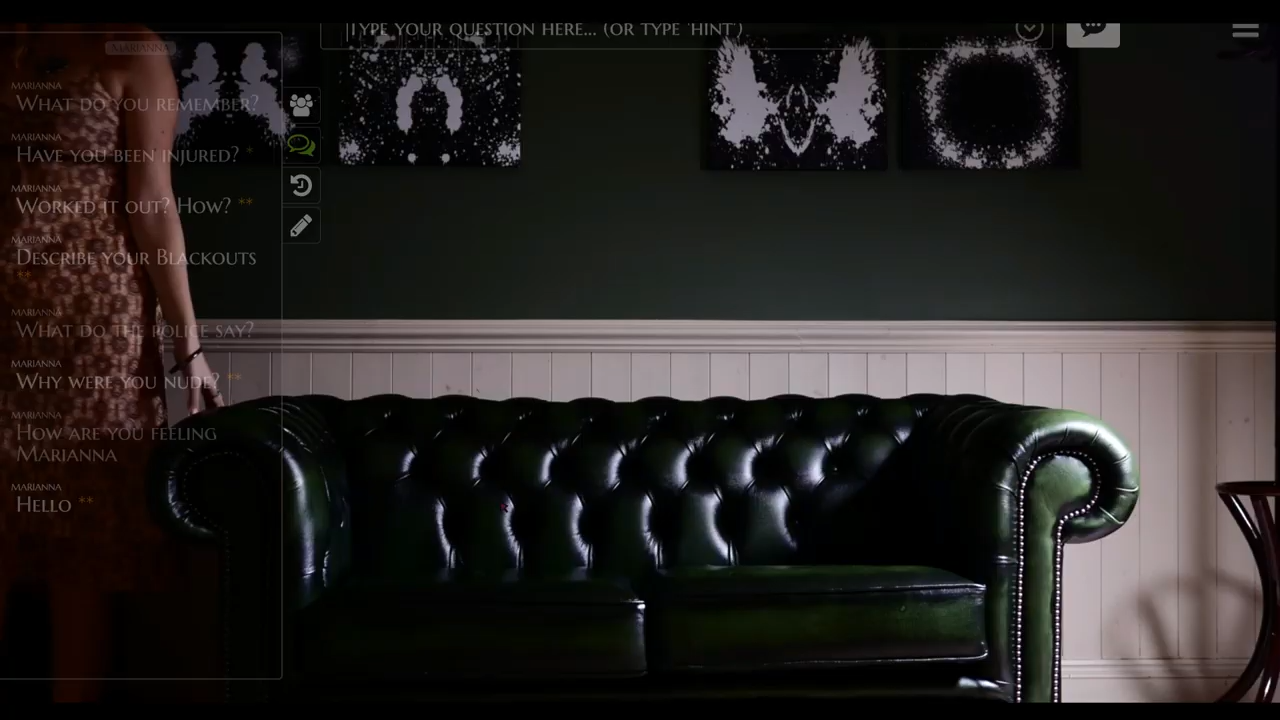 Type your question here... (or type 'hint')
Marianna
Marianna
What do you remember?
Marianna
Have you been injured? *
Marianna
Worked it out? How? **
Marianna
Describe your Blackouts
**
Marianna
What do the police say?
Marianna
Why were you nude? **
Marianna
How are you feeling
Marianna
Marianna
Hello **